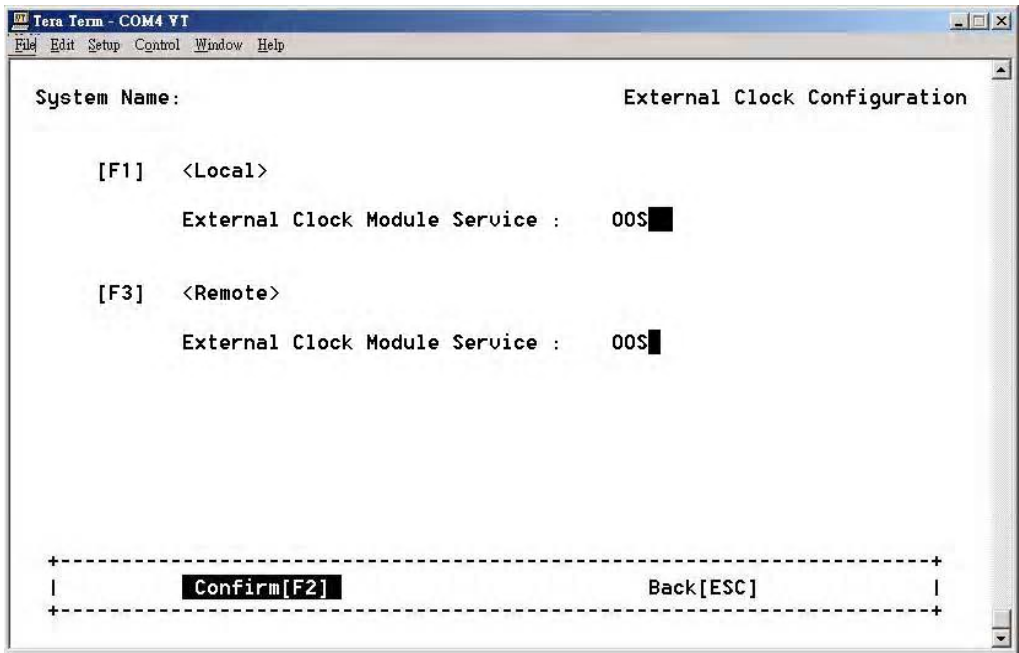 Tera Term - COM4 VT
File Edit Setup Control Window Help
System Name: External Clock Configuration
[F1] <Local>
External Clock Module Service : OOS
[F3] <Remote>
External Clock Module Service : OOS
Confirm[F2] Back[ESC]